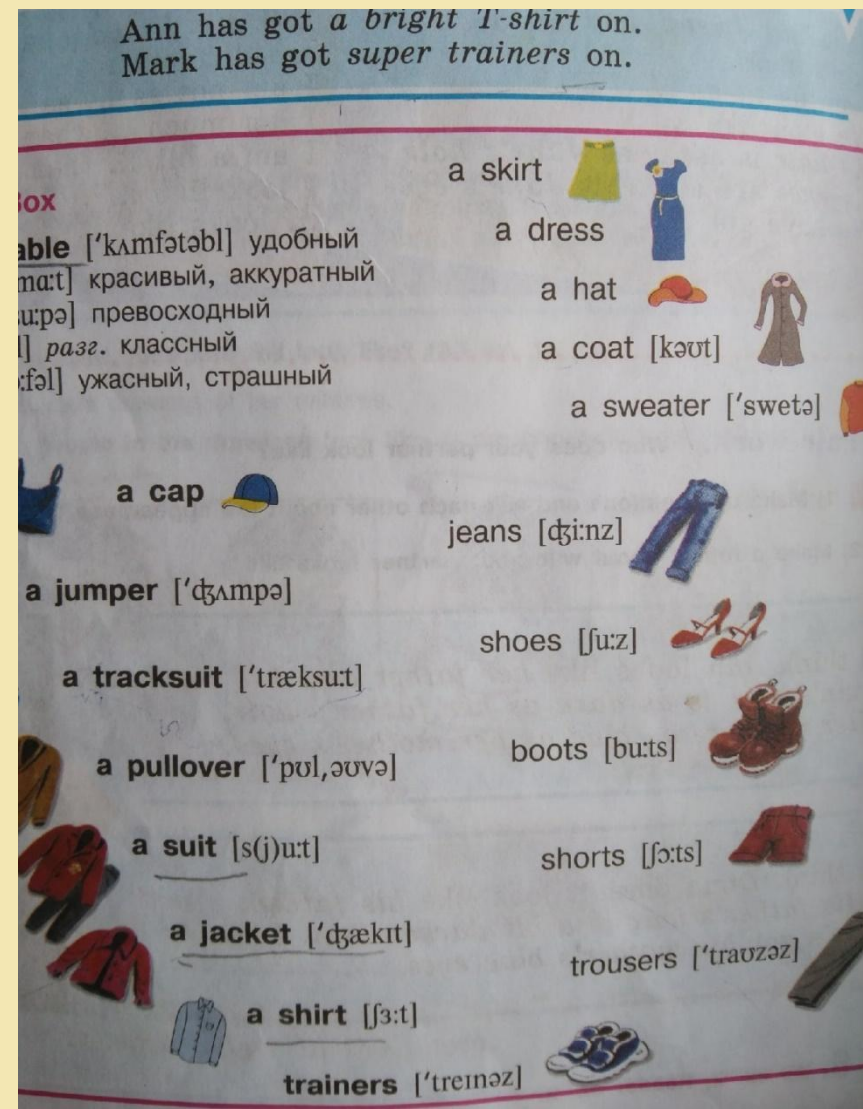 Ann has got a bright T-shirt on.
Mark has got super trainers on.
a skirt
a dress
a hat
a coat [kəʊt]
a sweater ['swetə]
ox
able ['kʌmfətəbl] удобный
mɑ:t] красивый, аккуратный
u:pə] превосходный
l] разг. классный
:fəl] ужасный, страшный
a cap
jeans [ʤi:nz]
a jumper ['ʤʌmpə]
shoes [ʃu:z]
a tracksuit ['træksu:t]
boots [bu:ts]
a pullover ['pʊl,əʊvə]
a suit [s(j)u:t]
shorts [ʃɔ:ts]
a jacket ['ʤækɪt]
trousers ['traʊzəz]
a shirt [ʃɜ:t]
trainers ['treɪnəz]